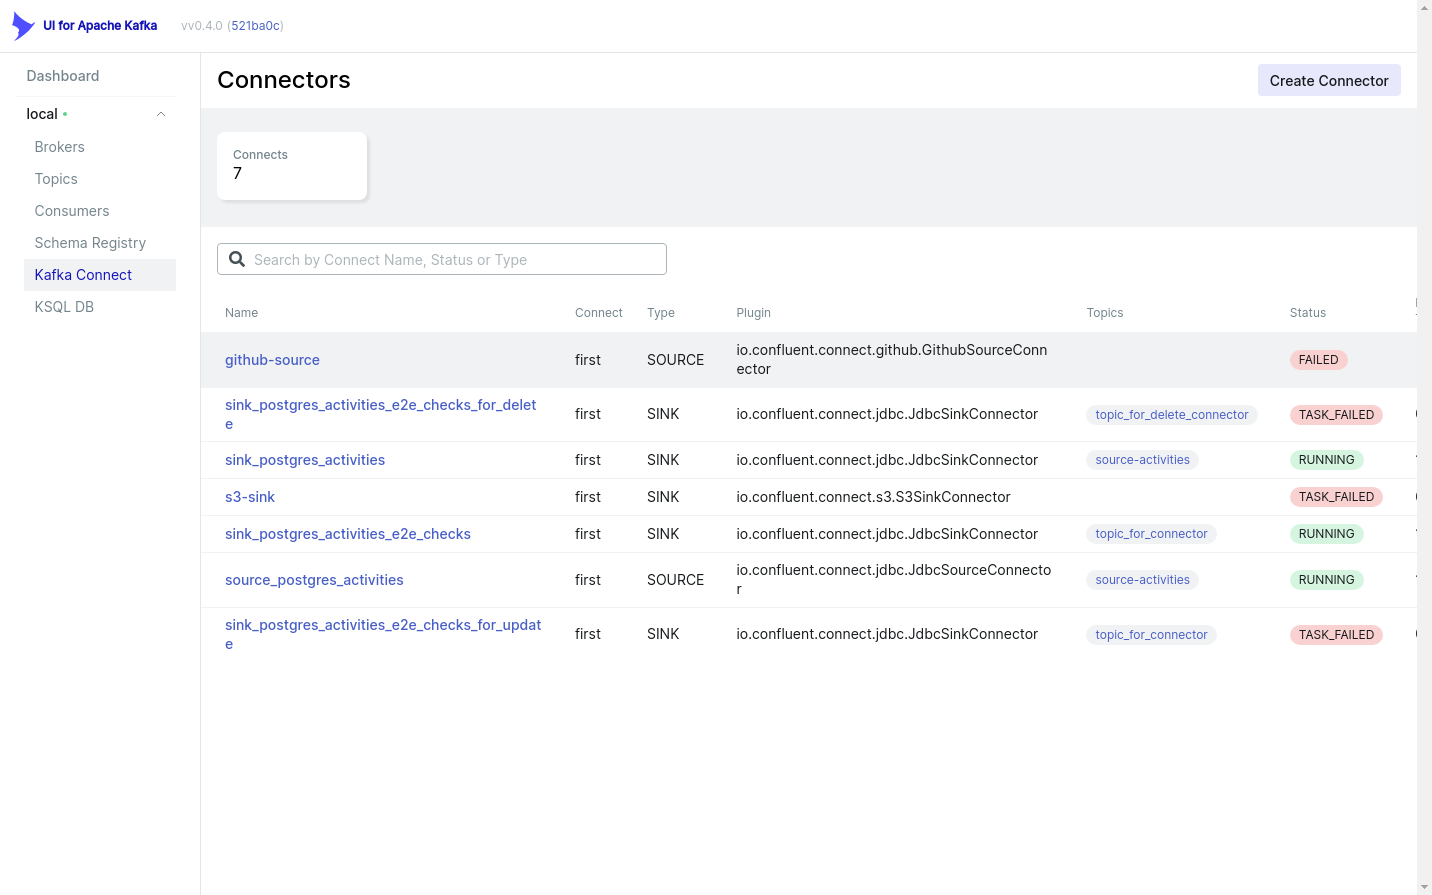 UI for Apache Kafka vv0.4.0 (521ba0c)
Dashboard
local
Brokers
Topics
Consumers
Schema Registry
Kafka Connect
KSQL DB
Connectors
Create Connector
Connects
7
Search by Connect Name, Status or Type
Name Connect Type Plugin Topics Status
github-source first SOURCE io.confluent.connect.github.GithubSourceConn FAILED
ector
sink_postgres_activities_e2e_checks_for_delet first SINK io.confluent.connect.jdbc.JdbcSinkConnector topic_for_delete_connector TASK_FAILED
e
sink_postgres_activities first SINK io.confluent.connect.jdbc.JdbcSinkConnector source-activities RUNNING
s3-sink first SINK io.confluent.connect.s3.S3SinkConnector TASK_FAILED
sink_postgres_activities_e2e_checks first SINK io.confluent.connect.jdbc.JdbcSinkConnector topic_for_connector RUNNING
source_postgres_activities first SOURCE io.confluent.connect.jdbc.JdbcSourceConnecto source-activities RUNNING
r
sink_postgres_activities_e2e_checks_for_updat first SINK io.confluent.connect.jdbc.JdbcSinkConnector topic_for_connector TASK_FAILED
e